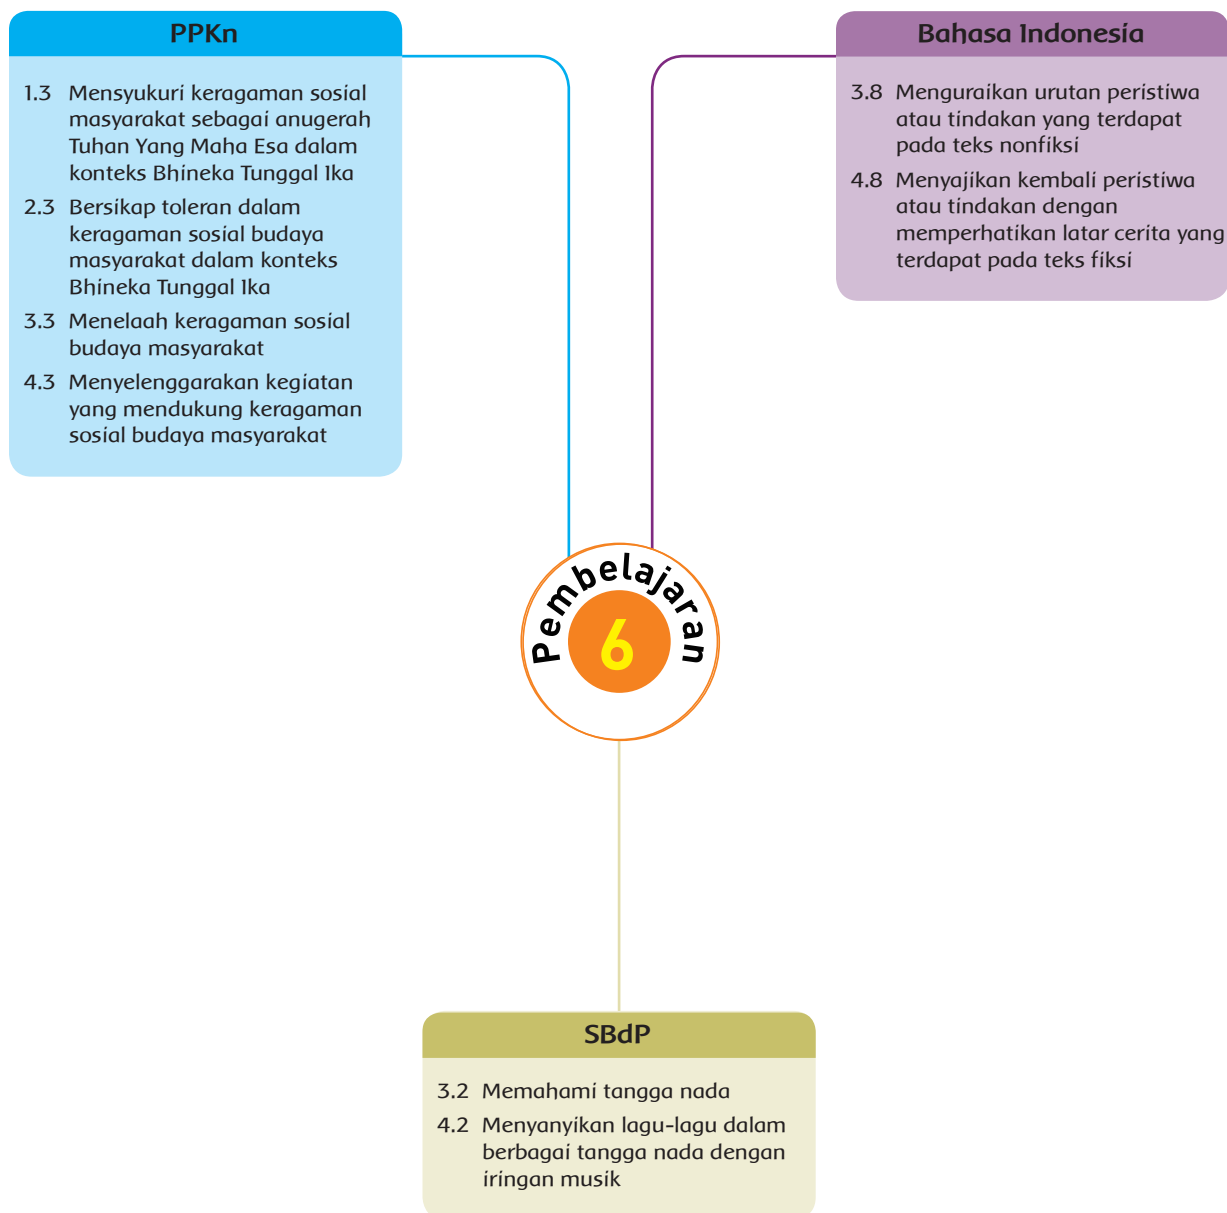 PPKn
1.3 Mensyukuri keragaman sosial
masyarakat sebagai anugerah
Tuhan Yang Maha Esa dalam
konteks Bhineka Tunggal Ika
2.3 Bersikap toleran dalam
keragaman sosial budaya
masyarakat dalam konteks
Bhineka Tunggal Ika
3.3 Menelaah keragaman sosial
budaya masyarakat
4.3 Menyelenggarakan kegiatan
yang mendukung keragaman
sosial budaya masyarakat
Bahasa Indonesia
3.8 Menguraikan urutan peristiwa
atau tindakan yang terdapat
pada teks nonfiksi
4.8 Menyajikan kembali peristiwa
atau tindakan dengan
memperhatikan latar cerita yang
terdapat pada teks fiksi
Pembelajaran
6
SBdP
3.2 Memahami tangga nada
4.2 Menyanyikan lagu-lagu dalam
berbagai tangga nada dengan
iringan musik